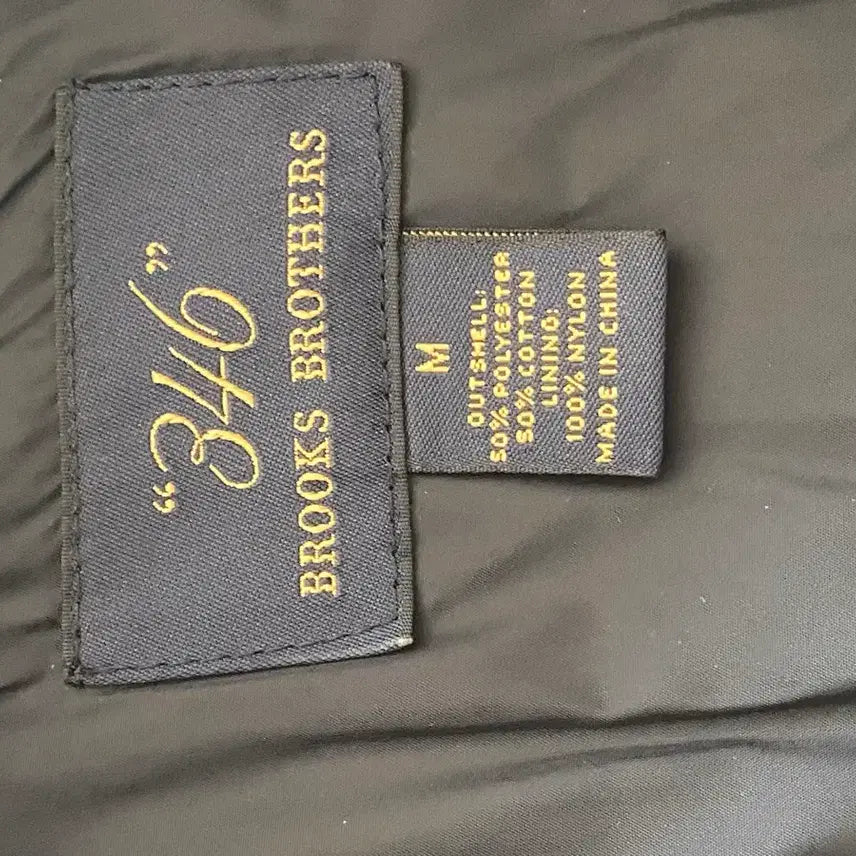 “346”
BROOKS BROTHERS
M
OUTSHELL:
50% POLYESTER
50% COTTON
LINING:
100% NYLON
MADE IN CHINA